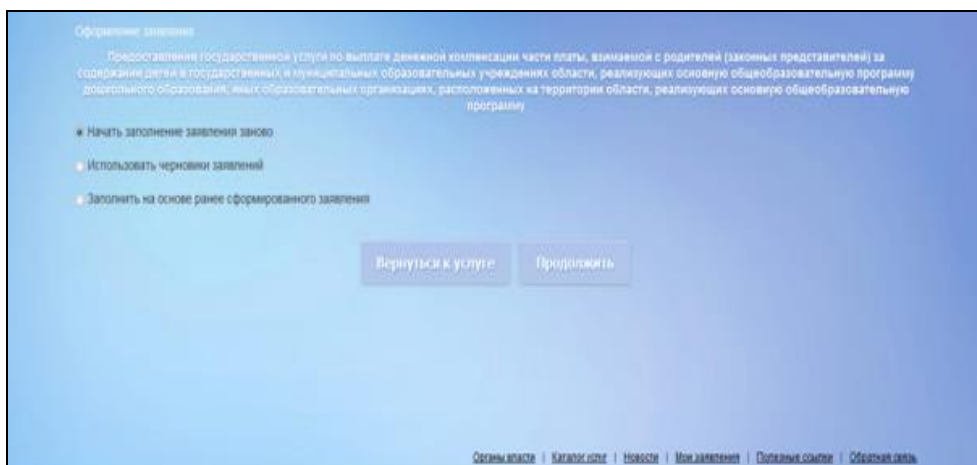 Оформление заявления
Предоставление государственной услуги по выплате денежной компенсации части платы, взимаемой с родителей (законных представителей) за
содержание детей в государственных и муниципальных образовательных учреждениях области, реализующих основную общеобразовательную программу
дошкольного образования, иных образовательных организациях, расположенных на территории области, реализующих основную общеобразовательную
программу
Начать заполнение заявления заново
Использовать черновики заявлений
Заполнить на основе ранее сформированного заявления
Вернуться к услуге Продолжить
Органы власти | Каталог услуг | Новости | Мои заявления | Полезные ссылки | Обратная связь